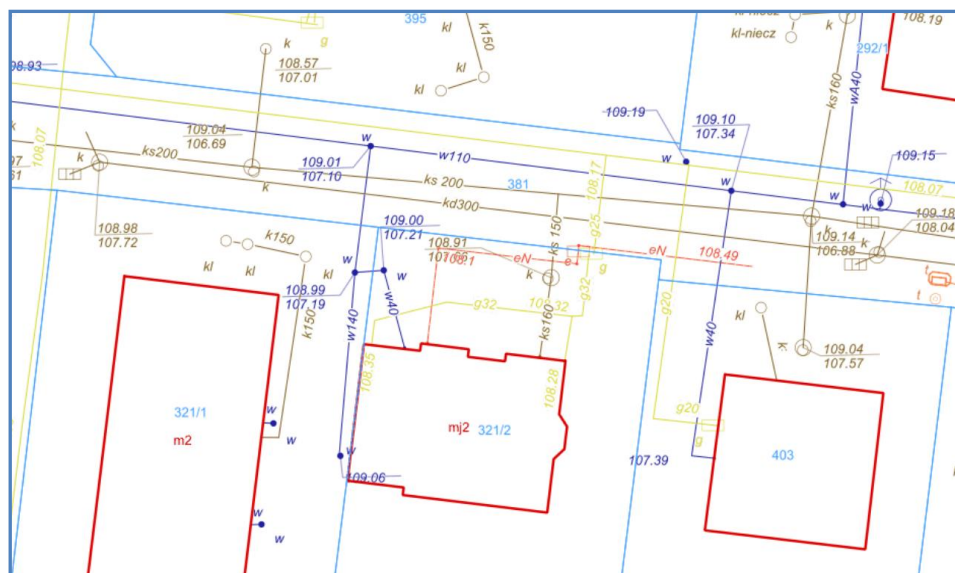 395
kl
k150
kl-niecz
kl-niecz
k
108.19
292/1
g
k
kl
kl
108.93
108.57
107.01
ks160
wA40
109.19
109.10
107.34
109.04
106.69
w
k
108.07
k
ks200
109.01
107.10
w110
w
w
109.15
k
ks 200
381
108.17
kd300
w
108.07
109.18
108.04
108.98
107.72
k150
kl
k
kl
109.00
107.21
108.91
ks 150
g25
eN
e
g
eN
108.49
k
109.14
106.88
k
w
w
k
108.99
107.19
w40
w140
k150
g32
g32
ks160
g20
w40
kl
k
t
t
109.04
107.57
108.35
108.28
321/1
m2
w
w
mj2
321/2
g20
g
w
109.06
107.39
403
w
w